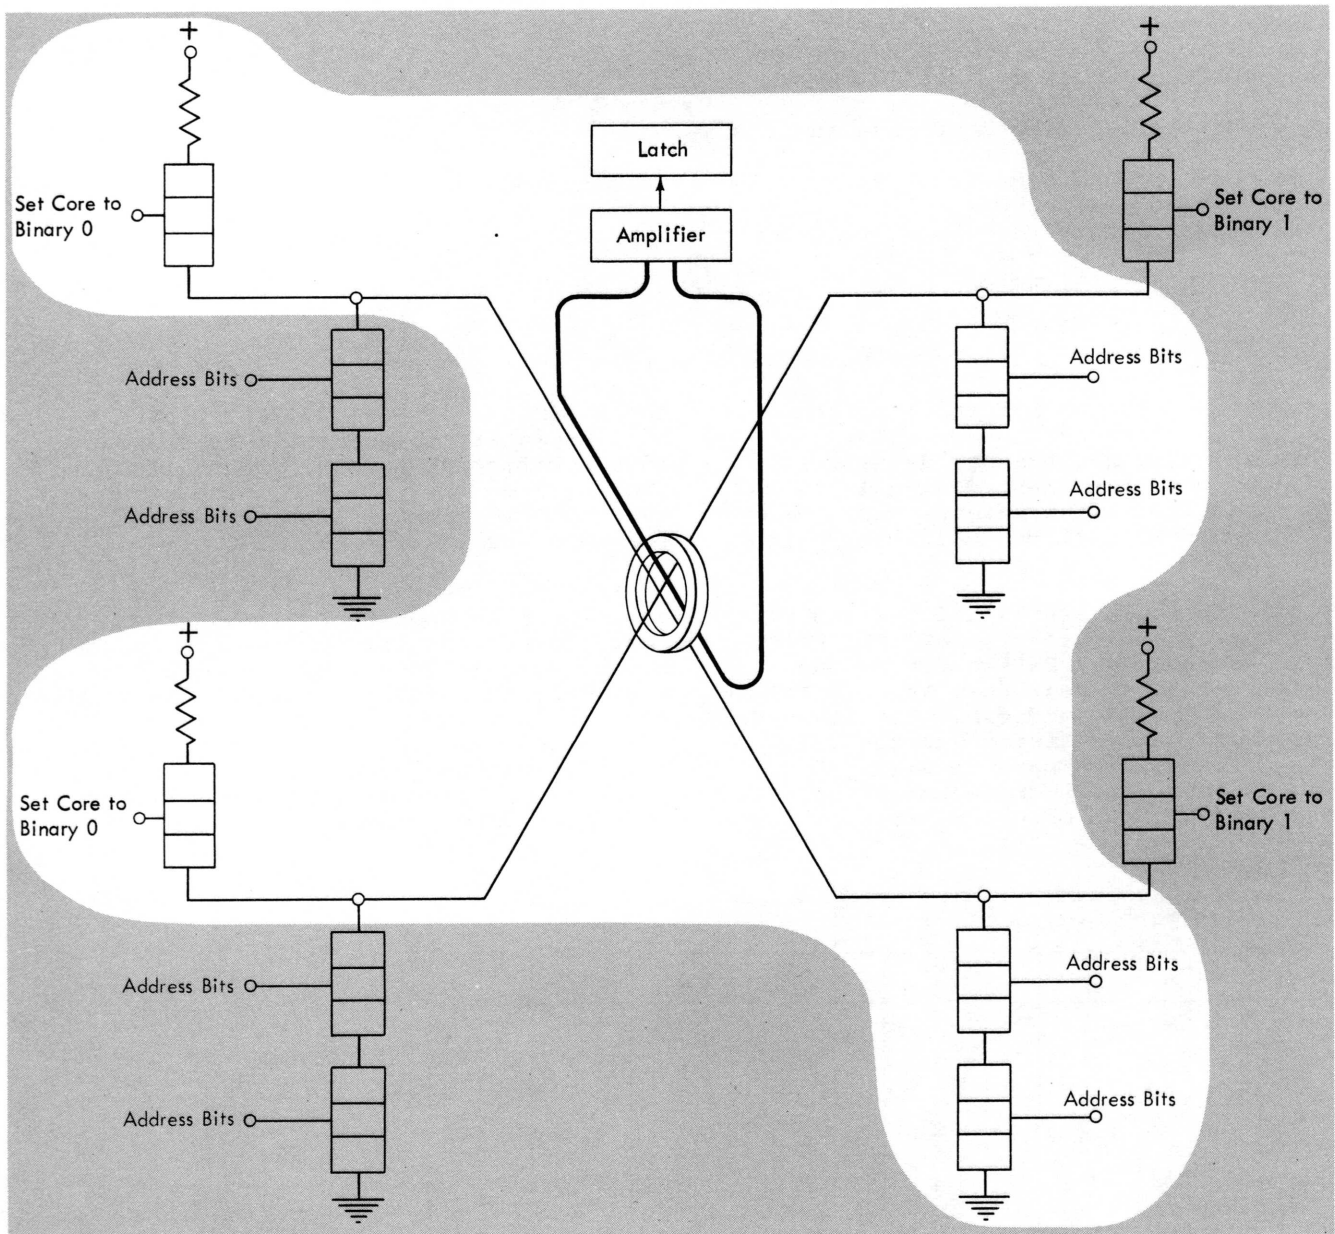 +
+
Latch
Set Core to
Binary 0
Set Core to
Binary 1
Amplifier
Address Bits
Address Bits
Address Bits
Address Bits
+
+
Set Core to
Binary 0
Set Core to
Binary 1
Address Bits
Address Bits
Address Bits
Address Bits